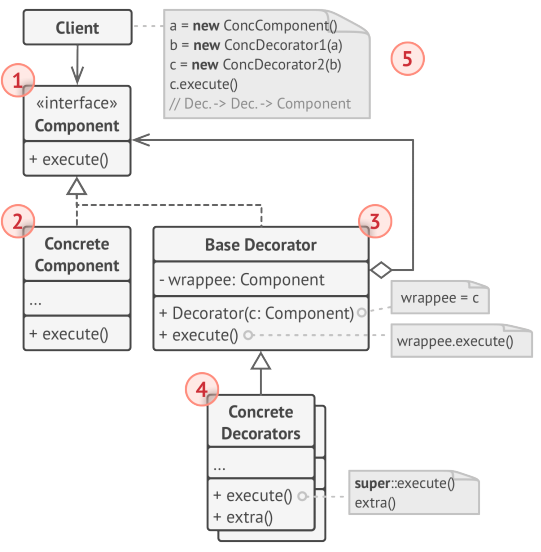 Client
a = new ConcComponent()
b = new ConcDecorator1(a)
c = new ConcDecorator2(b)
c.execute()
// Dec. -> Dec. -> Component
5
1
«interface»
Component
+ execute()
2
Concrete
Component
...
+ execute()
3
Base Decorator
- wrappee: Component
+ Decorator(c: Component)
+ execute()
wrappee = c
wrappee.execute()
4
Concrete
Decorators
...
+ execute()
+ extra()
super::execute()
extra()